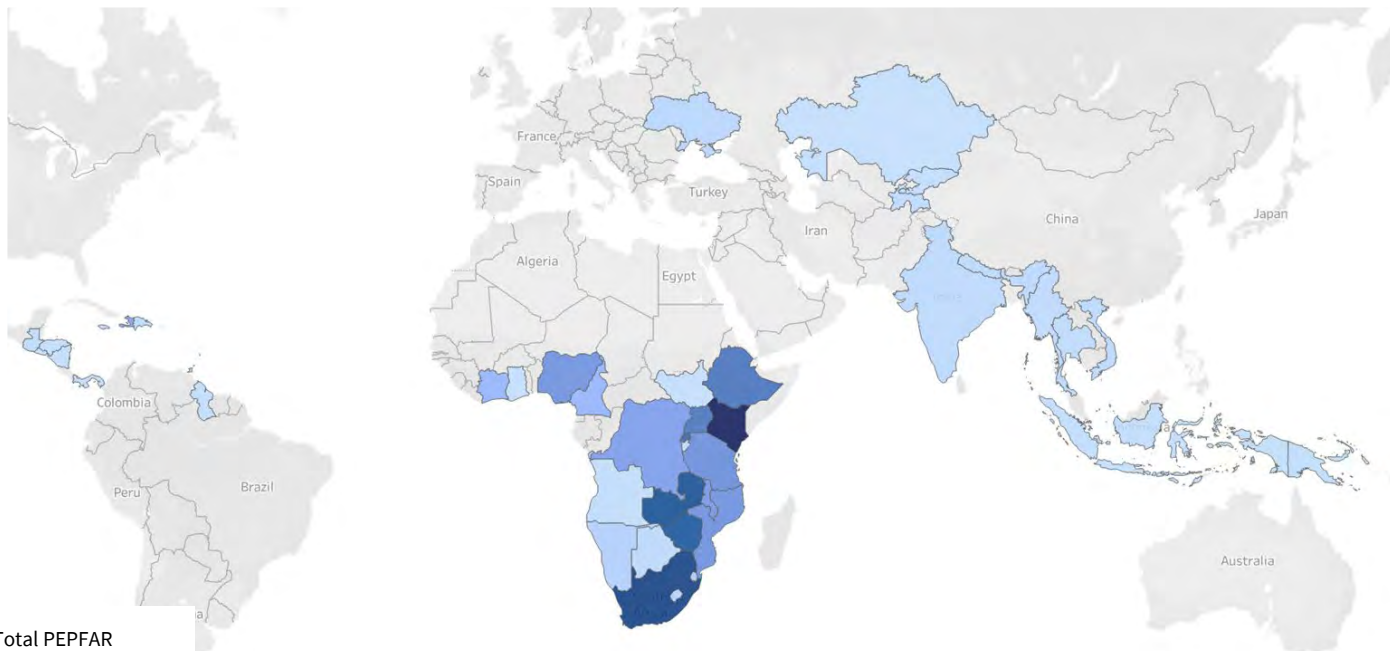 France
Spain
Turkey
China
Japan
Iran
Algeria
Egypt
Colombia
Peru
Brazil
Australia
Total PEPFAR